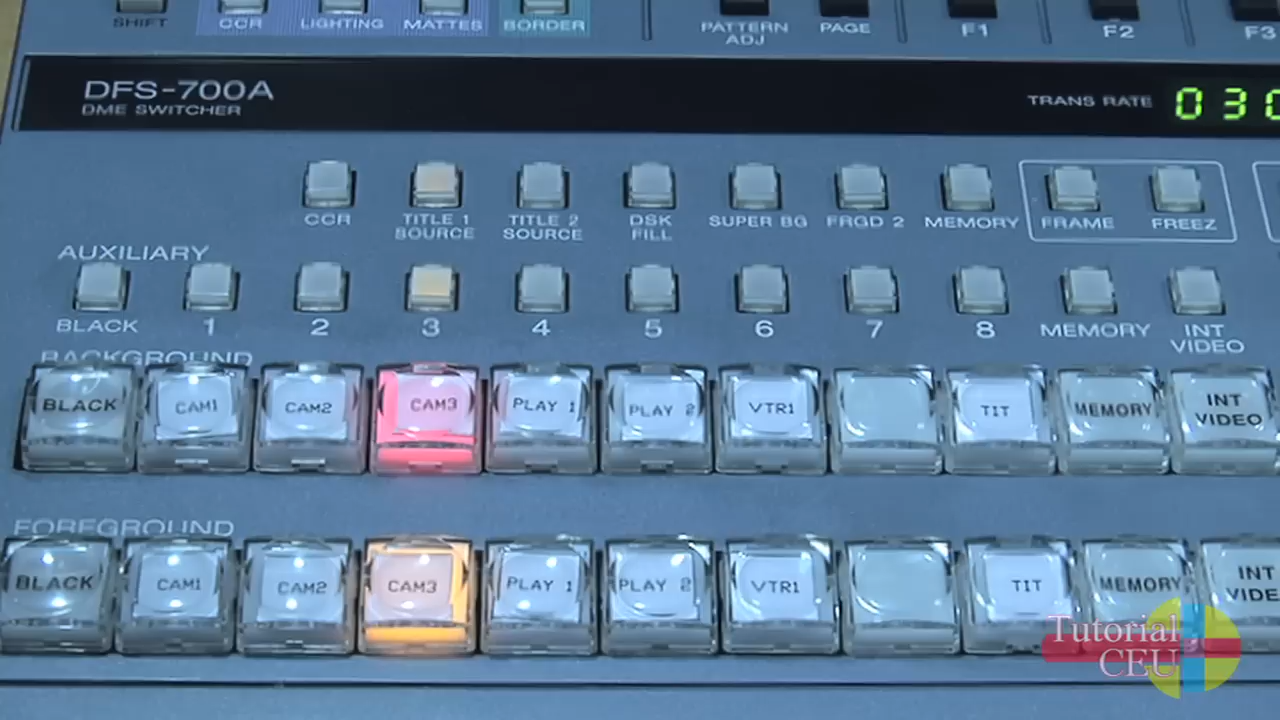 SHIFT CCR LIGHTING MATTES BORDER PATTERN ADJ PAGE F1 F2 F3
DFS-700A
DME SWITCHER
TRANS RATE 030
CCR TITLE 1 SOURCE TITLE 2 SOURCE DSK FILL SUPER BG FRGD 2 MEMORY FRAME FREEZ
AUXILIARY
BLACK 1 2 3 4 5 6 7 8 MEMORY INT VIDEO
BACKGROUND
BLACK CAM1 CAM2 CAM3 PLAY 1 PLAY 2 VTR1 TIT MEMORY INT VIDEO
FOREGROUND
BLACK CAM1 CAM2 CAM3 PLAY 1 PLAY 2 VTR1 TIT MEMORY INT VIDE
Tutorial
CEU